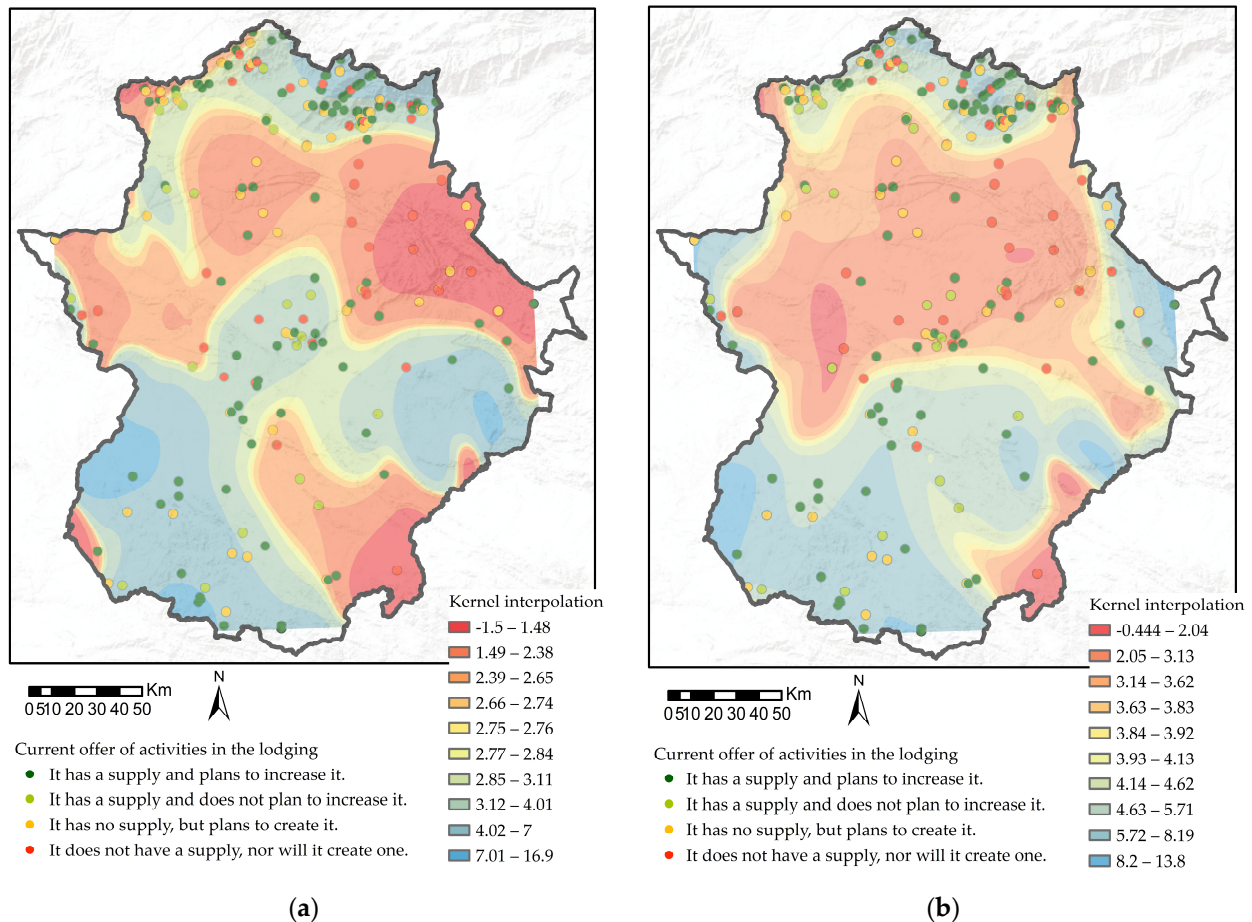 Kernel interpolation
-1.5 – 1.48
1.49 – 2.38
2.39 – 2.65
2.66 – 2.74
2.75 – 2.76
2.77 – 2.84
2.85 – 3.11
3.12 – 4.01
4.02 – 7
7.01 – 16.9
Km
0 5 10 20 30 40 50
N
Current offer of activities in the lodging
It has a supply and plans to increase it.
It has a supply and does not plan to increase it.
It has no supply, but plans to create it.
It does not have a supply, nor will it create one.
(a)
Kernel interpolation
-0.444 – 2.04
2.05 – 3.13
3.14 – 3.62
3.63 – 3.83
3.84 – 3.92
3.93 – 4.13
4.14 – 4.62
4.63 – 5.71
5.72 – 8.19
8.2 – 13.8
Km
0 5 10 20 30 40 50
N
Current offer of activities in the lodging
It has a supply and plans to increase it.
It has a supply and does not plan to increase it.
It has no supply, but plans to create it.
It does not have a supply, nor will it create one.
(b)